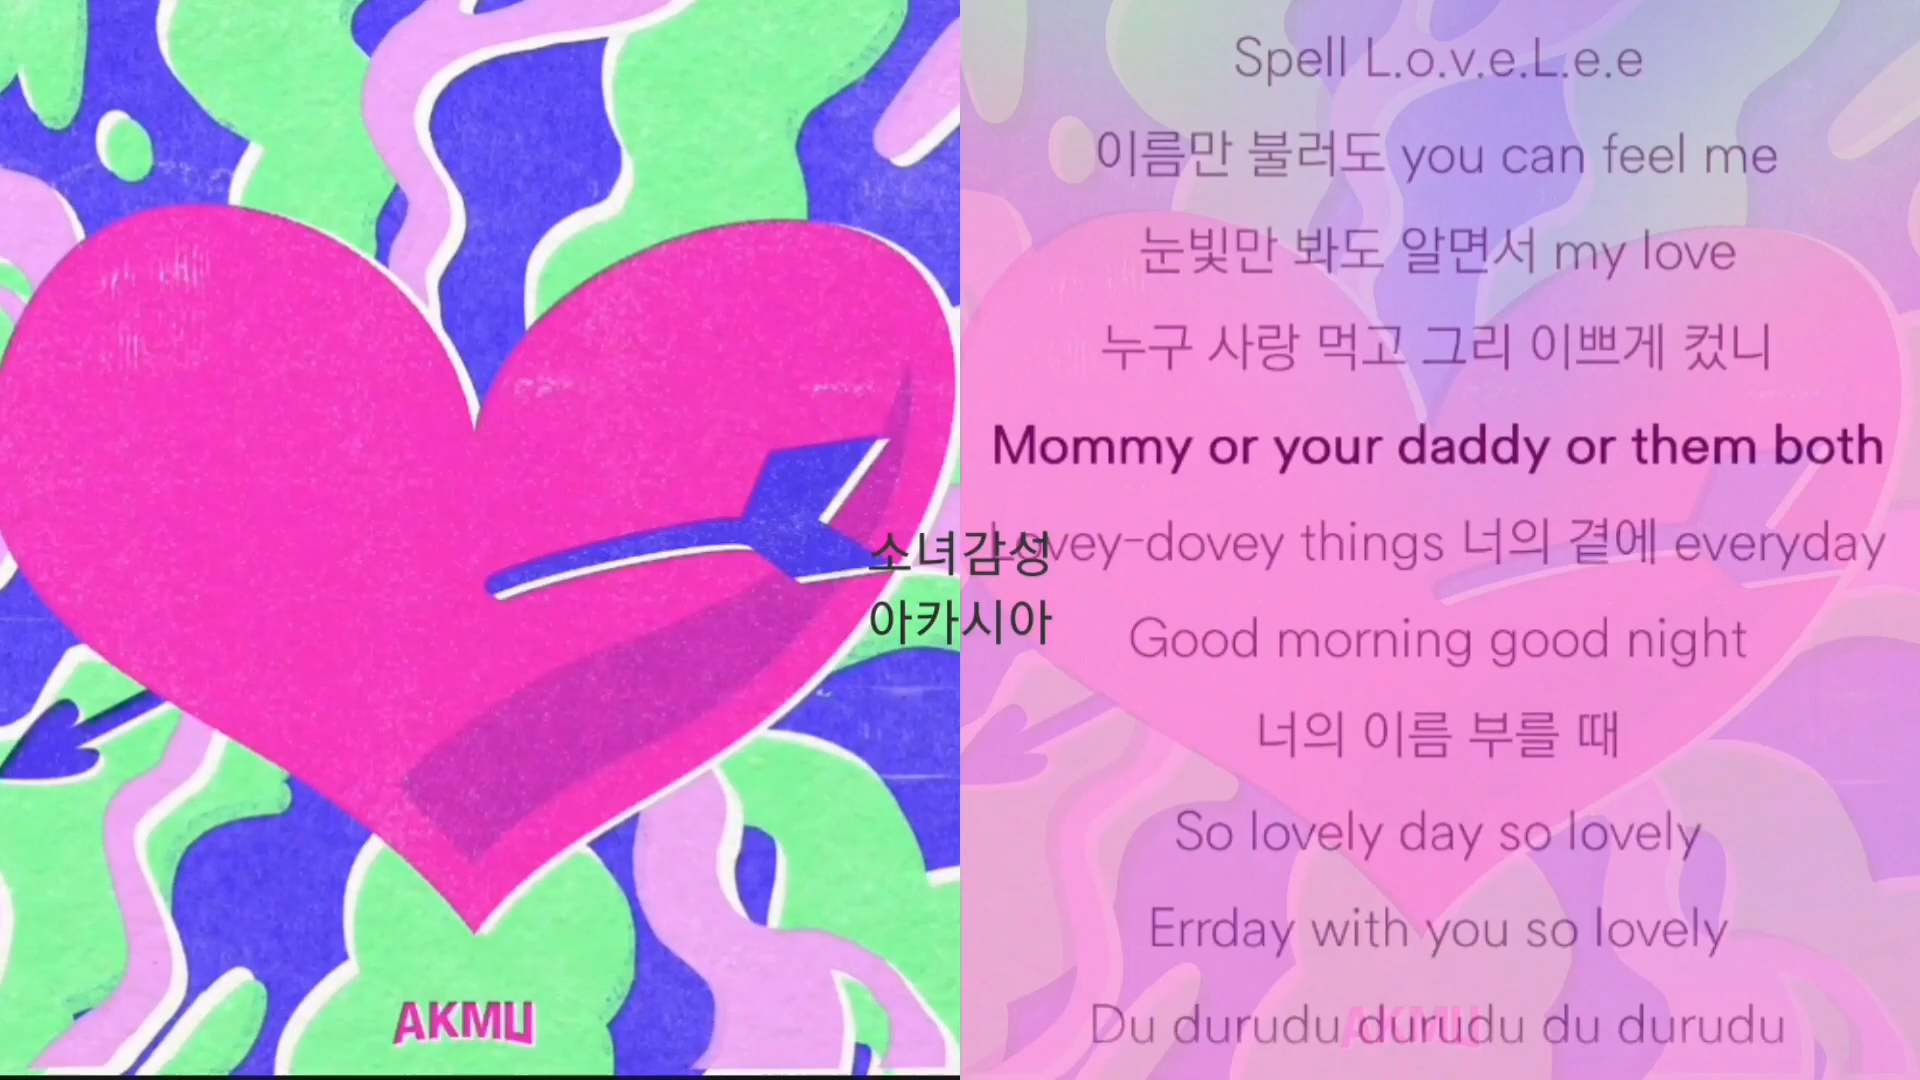 AKMU
소녀감성
아카시아
Spell L.o.v.e.L.e.e
이름만 불러도 you can feel me
눈빛만 봐도 알면서 my love
누구 사랑 먹고 그리 이쁘게 컸니
Mommy or your daddy or them both
Lovey-dovey things 너의 곁에 everyday
Good morning good night
너의 이름 부를 때
So lovely day so lovely
Errday with you so lovely
Du durudu durudu du durudu
AKMU